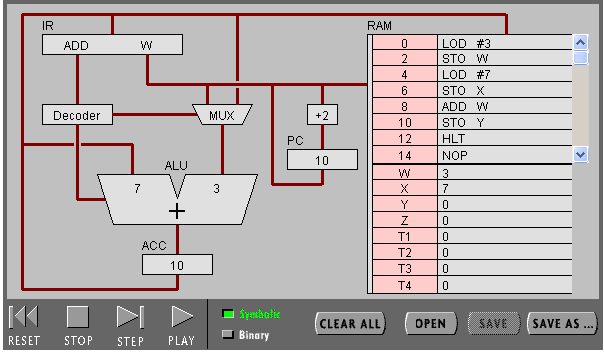 IR
ADD W
Decoder
MUX
+2
PC
10
ALU
7 3
+
ACC
10
RAM
0 LOD #3
2 STO W
4 LOD #7
6 STO X
8 ADD W
10 STO Y
12 HLT
14 NOP
W 3
X 7
Y 0
Z 0
T1 0
T2 0
T3 0
T4 0
RESET STOP STEP PLAY
Symbolic
Binary
CLEAR ALL OPEN SAVE SAVE AS ...